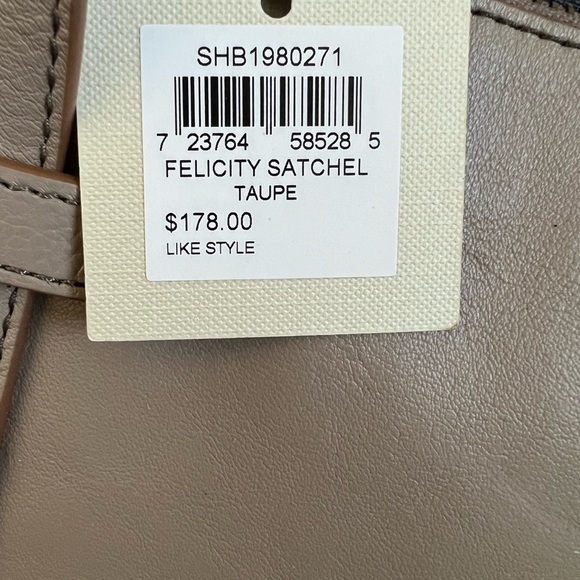 SHB1980271
7 23764 58528 5
FELICITY SATCHEL
TAUPE
$178.00
LIKE STYLE